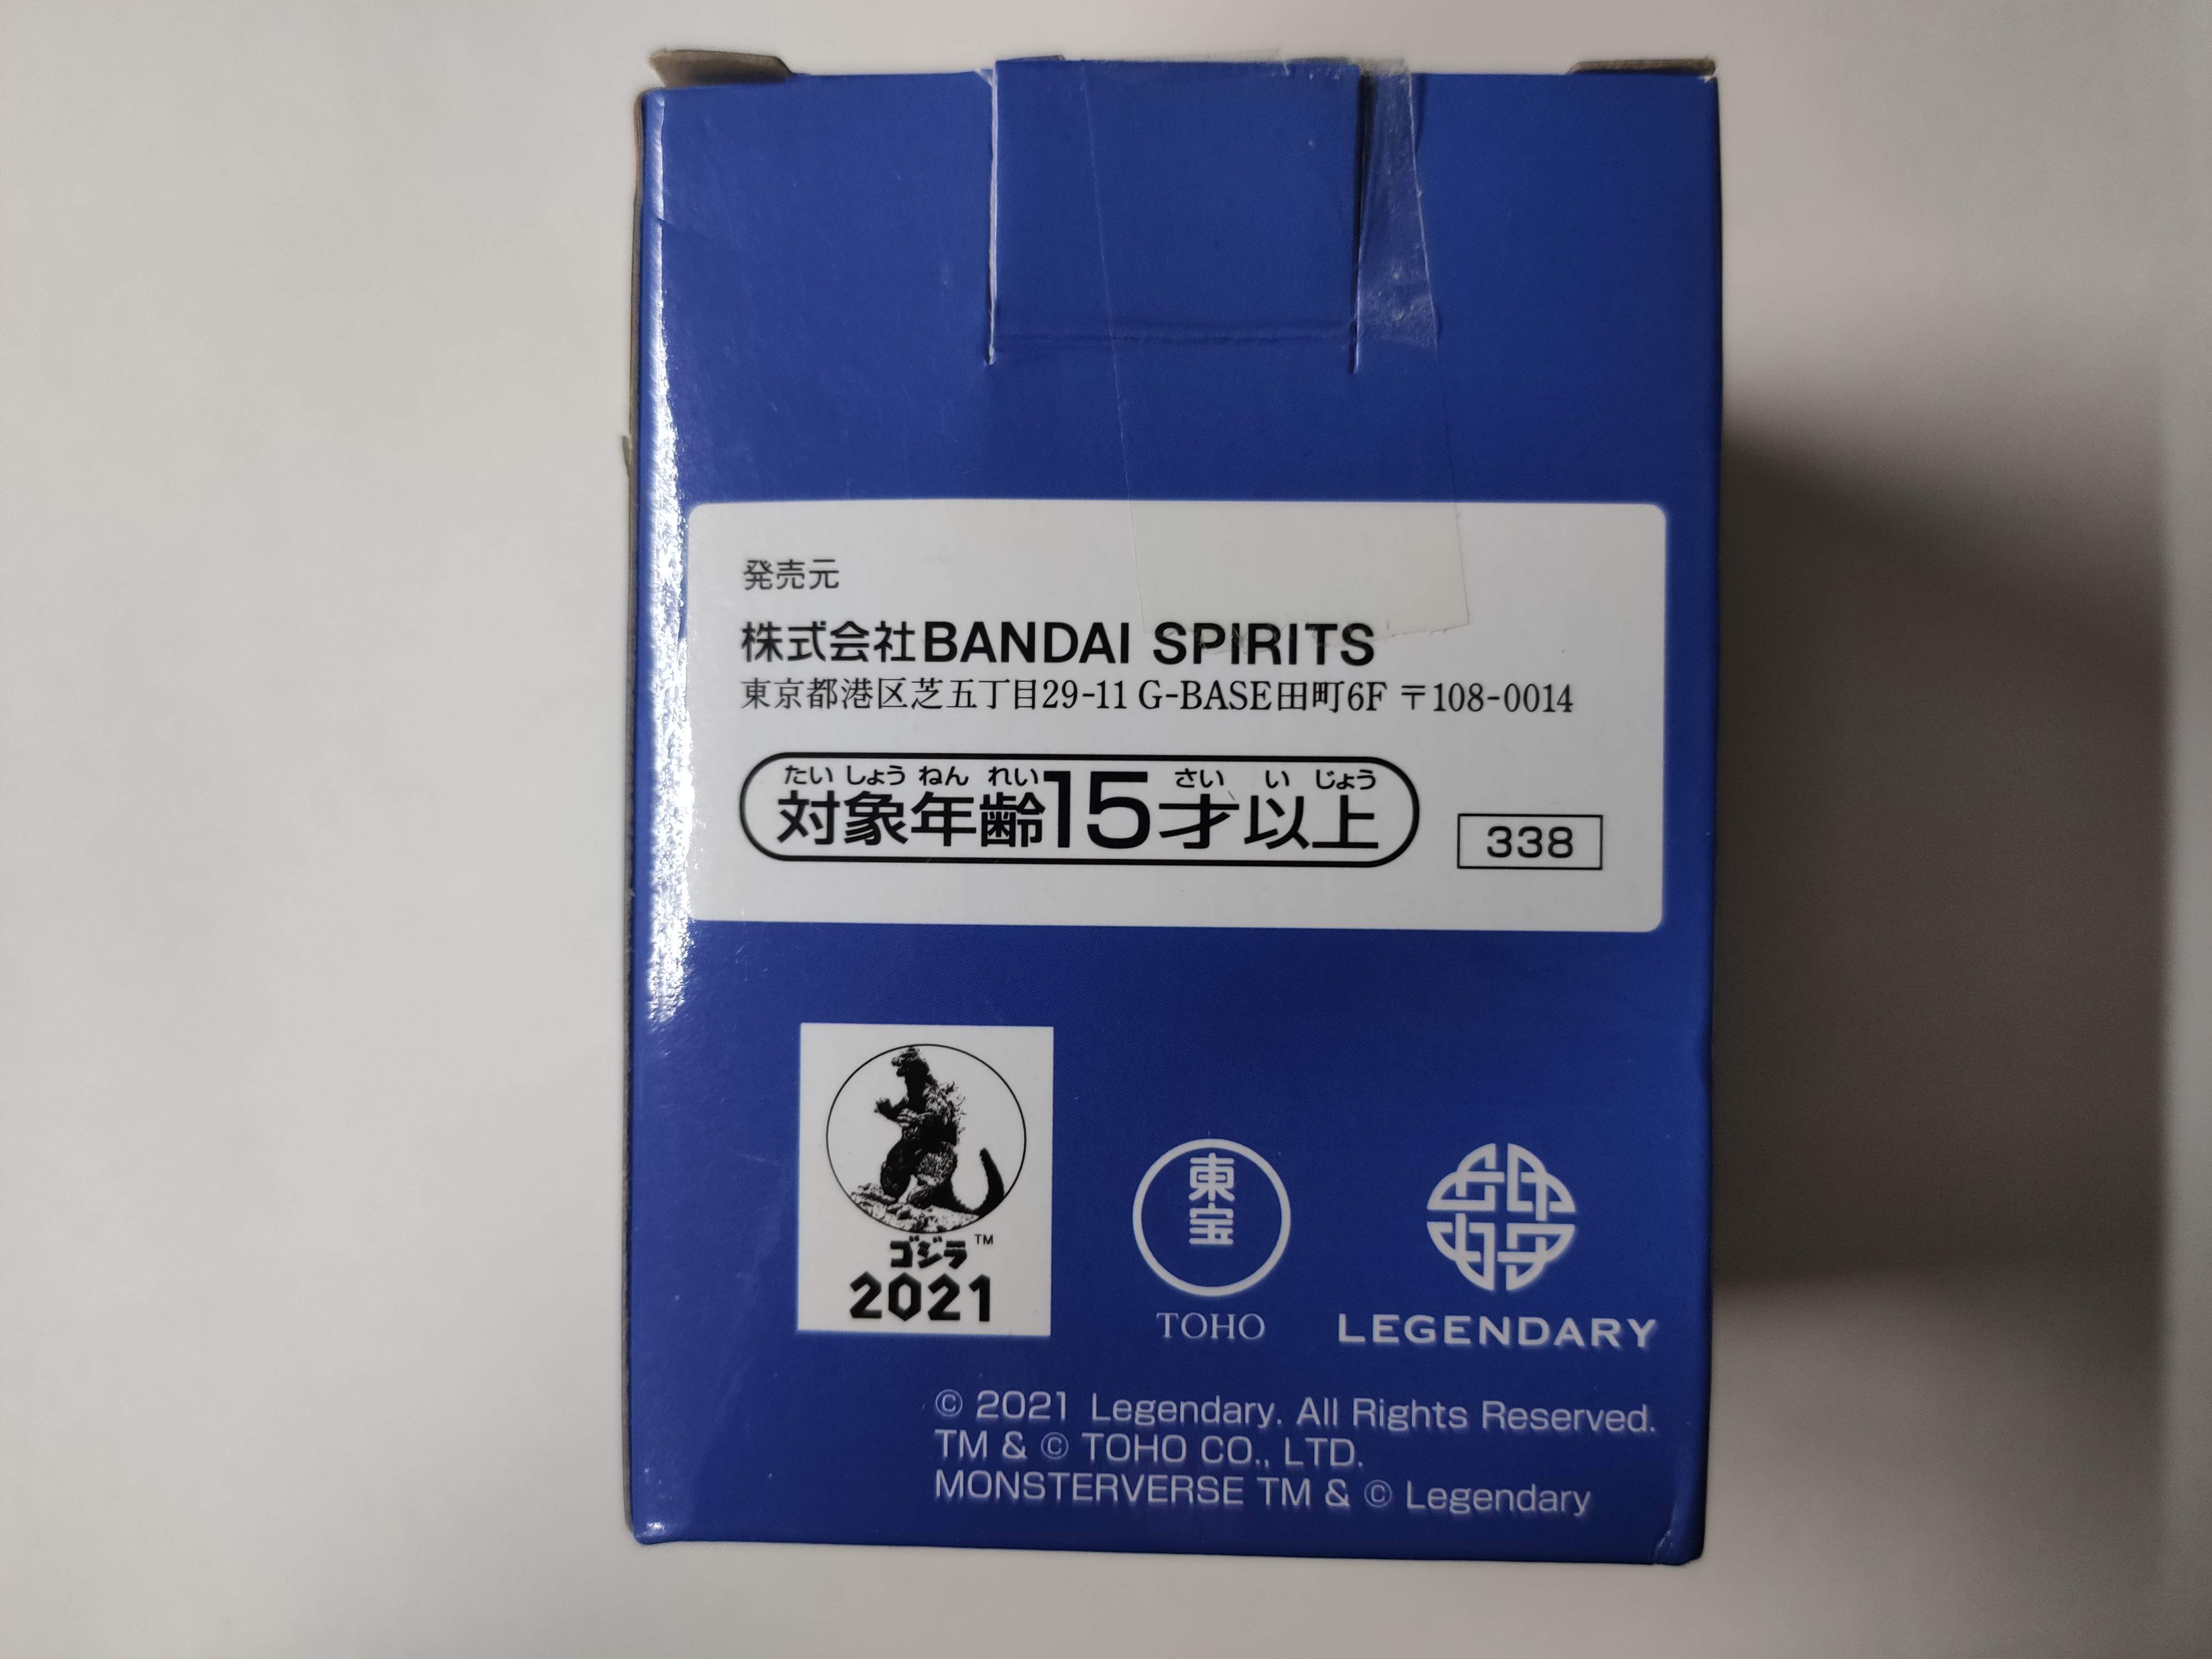 発売元
株式会社BANDAI SPIRITS
東京都港区芝五丁目29-11 G-BASE田町6F 〒108-0014
たい しょう ねん れい さい い じょう
対象年齢15才以上
338
ゴジラ™
2021
東宝
TOHO
LEGENDARY
© 2021 Legendary. All Rights Reserved.
TM & © TOHO CO., LTD.
MONSTERVERSE TM & © Legendary